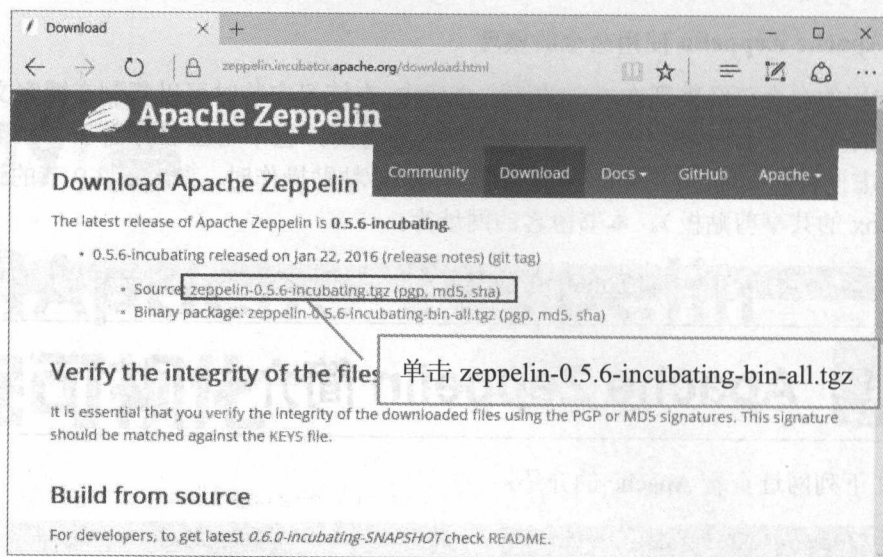 Download
zeppelin.incubator.apache.org/download.html
Apache Zeppelin
Community Download Docs GitHub Apache
Download Apache Zeppelin
The latest release of Apache Zeppelin is 0.5.6-incubating.
• 0.5.6-incubating released on Jan 22, 2016 (release notes) (git tag)
Source: zeppelin-0.5.6-incubating.tgz (pgp, md5, sha)
Binary package: zeppelin-0.5.6-incubating-bin-all.tgz (pgp, md5, sha)
Verify the integrity of the files
单击 zeppelin-0.5.6-incubating-bin-all.tgz
It is essential that you verify the integrity of the downloaded files using the PGP or MD5 signatures. This signature
should be matched against the KEYS file.
Build from source
For developers, to get latest 0.6.0-incubating-SNAPSHOT check README.